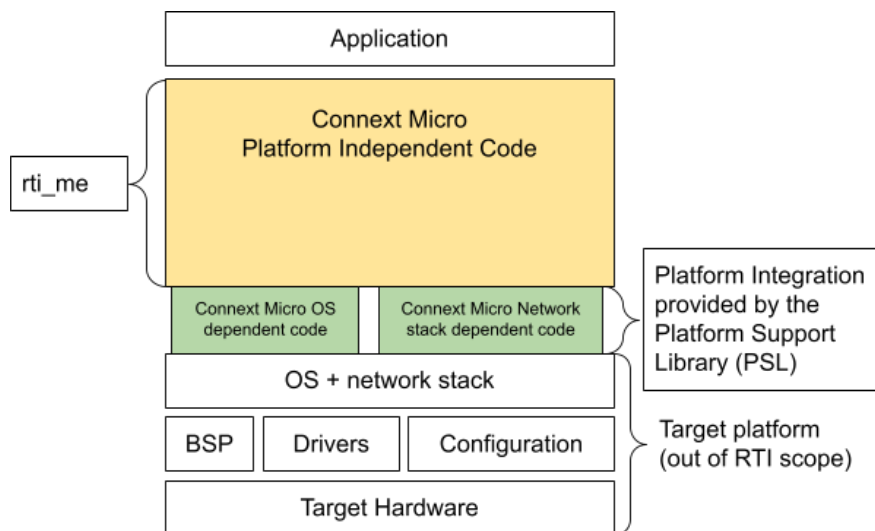 Application
Connext Micro
Platform Independent Code
rti_me
Connext Micro OS
dependent code
Connext Micro Network
stack dependent code
Platform Integration
provided by the
Platform Support
Library (PSL)
OS + network stack
BSP
Drivers
Configuration
Target platform
(out of RTI scope)
Target Hardware